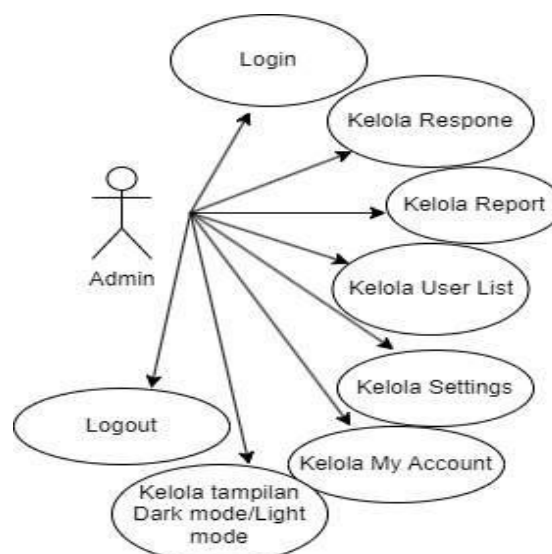 Login
Kelola Respone
Kelola Report
Admin
Kelola User List
Kelola Settings
Logout
Kelola My Account
Kelola tampilan
Dark mode/Light
mode